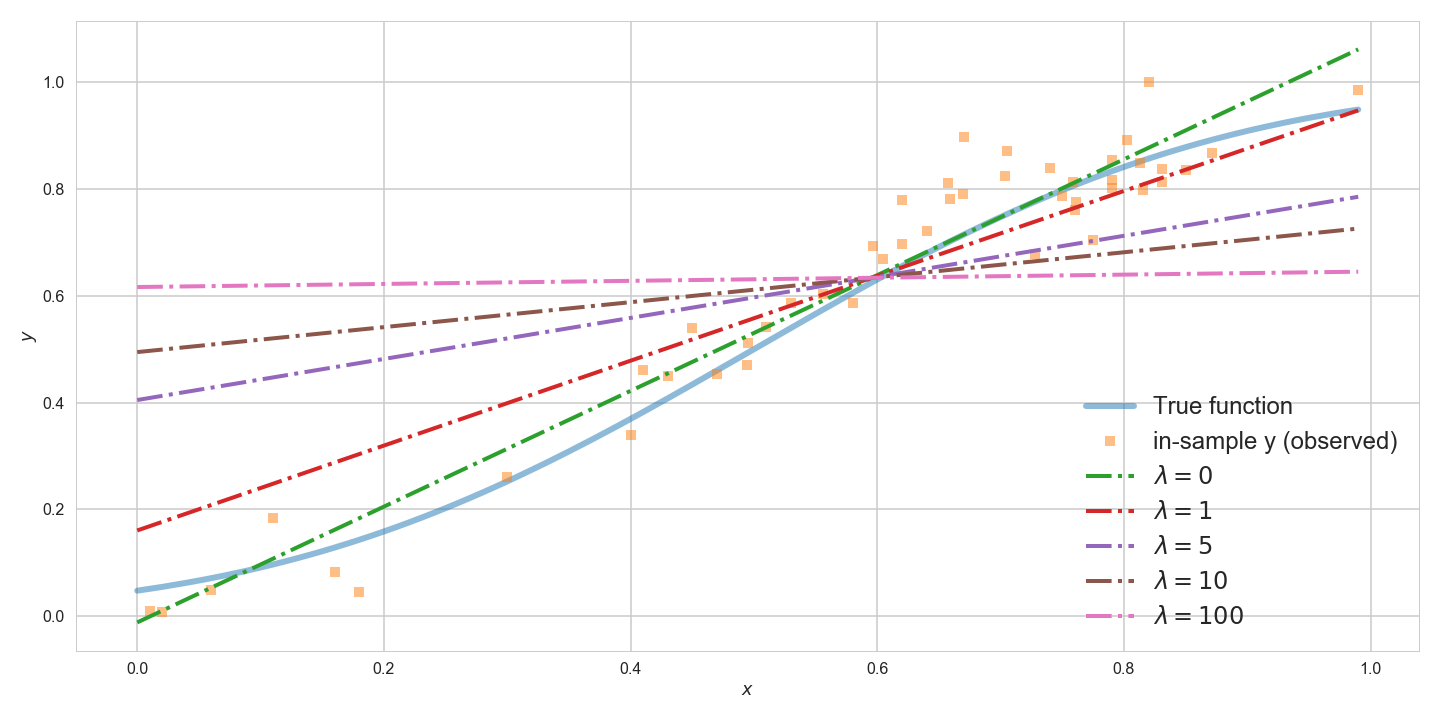 1.0
0.8
0.6
0.4
0.2
0.0
y
0.0 0.2 0.4 0.6 0.8 1.0
x
True function
in-sample y (observed)
λ = 0
λ = 1
λ = 5
λ = 10
λ = 100